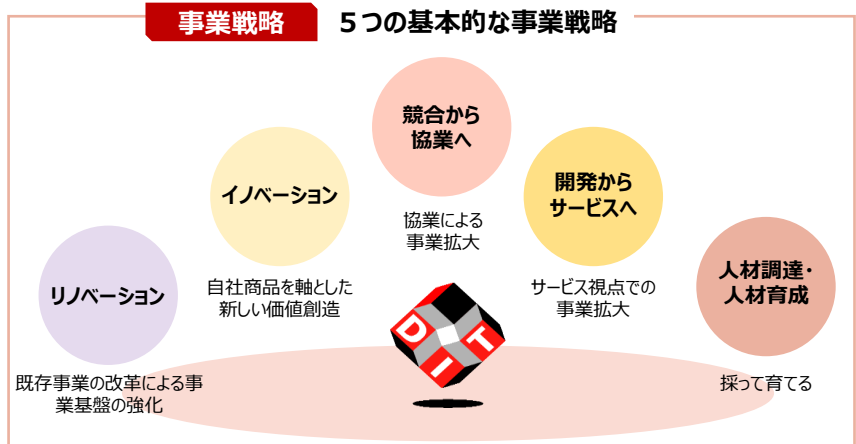 事業戦略 5つの基本的な事業戦略
競合から
協業へ
協業による
事業拡大
イノベーション
自社商品を軸とした
新しい価値創造
開発から
サービスへ
サービス視点での
事業拡大
リノベーション
既存事業の改革による事
業基盤の強化
人材調達・
人材育成
採って育てる
D
I
T